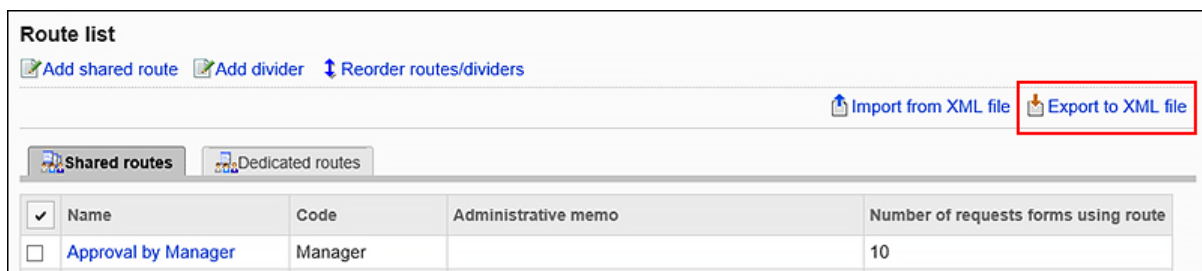 Route list
Add shared route Add divider Reorder routes/dividers
Import from XML file Export to XML file
Shared routes Dedicated routes
Name Code Administrative memo Number of requests forms using route
Approval by Manager Manager 10